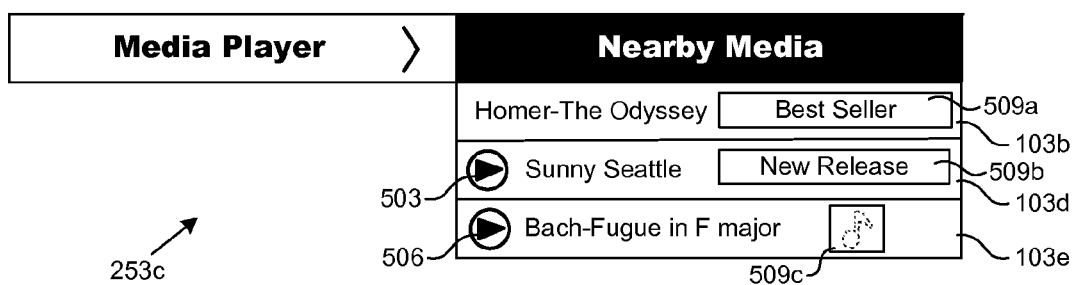 Media Player
Nearby Media
Homer-The Odyssey Best Seller
509a
103b
Sunny Seattle New Release
509b
503
103d
Bach-Fugue in F major
506
103e
509c
253c